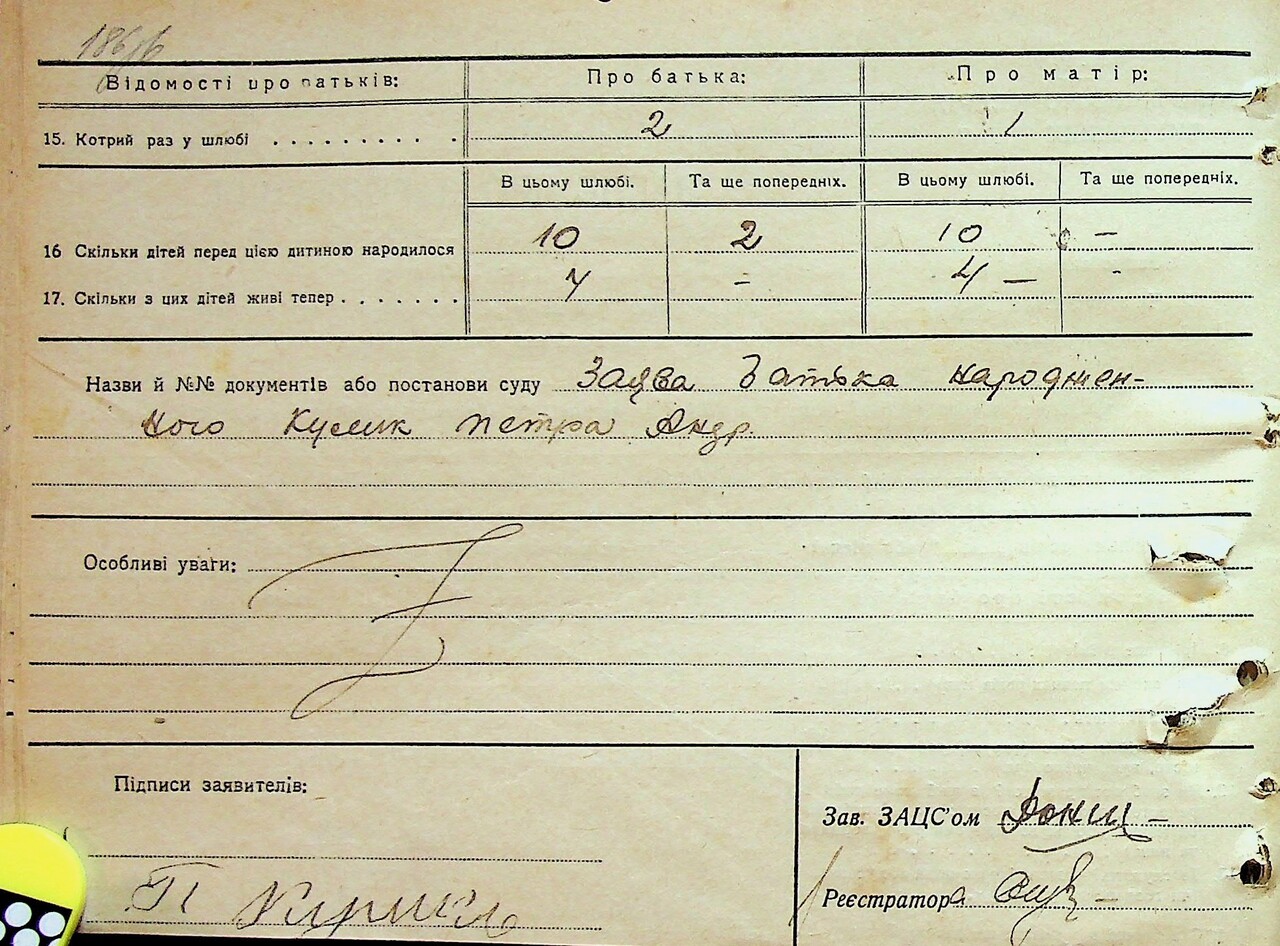 Відомості про батьків: Про батька: Про матір:
15. Котрий раз у шлюбі . . . . . . . . . . 2 1
В цьому шлюбі. Та ще попередніх. В цьому шлюбі. Та ще попередніх.
16 Скільки дітей перед цією дитиною народилося 10 2 10 –
17. Скільки з цих дітей живі тепер . . . . . . . 4 – 4 – -
Назви й №№ документів або постанови суду Заява батька народжен-
ного Кулик Петра Андр.
Особливі уваги:
Підписи заявителів:
Зав. ЗАЦС'ом
П
Реєстратора